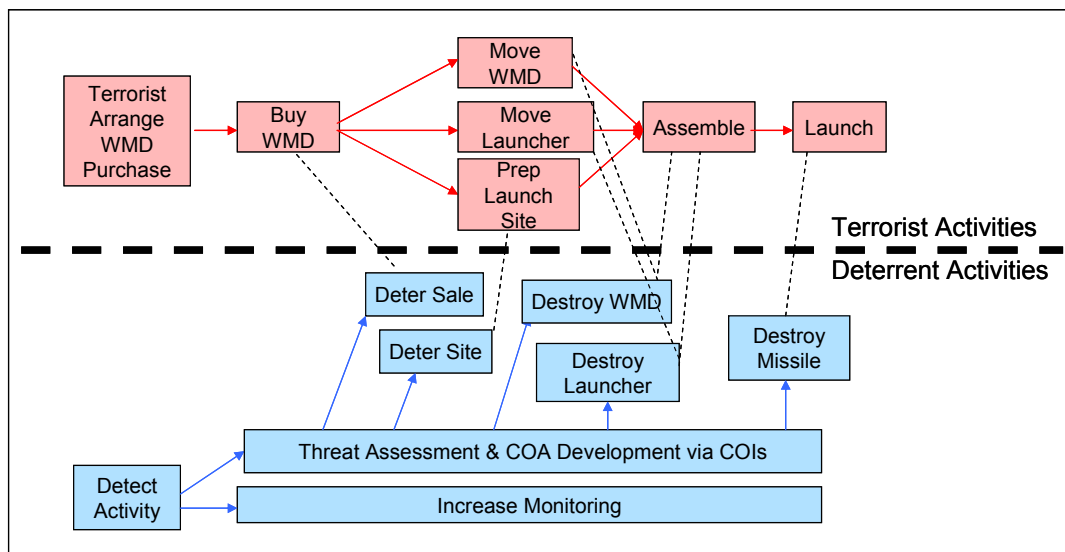 Terrorist
Arrange
WMD
Purchase
Buy
WMD
Move
WMD
Move
Launcher
Prep
Launch
Site
Assemble
Launch
Terrorist Activities
Deterrent Activities
Deter Sale
Deter Site
Destroy WMD
Destroy
Launcher
Destroy
Missile
Threat Assessment & COA Development via COIs
Detect
Activity
Increase Monitoring